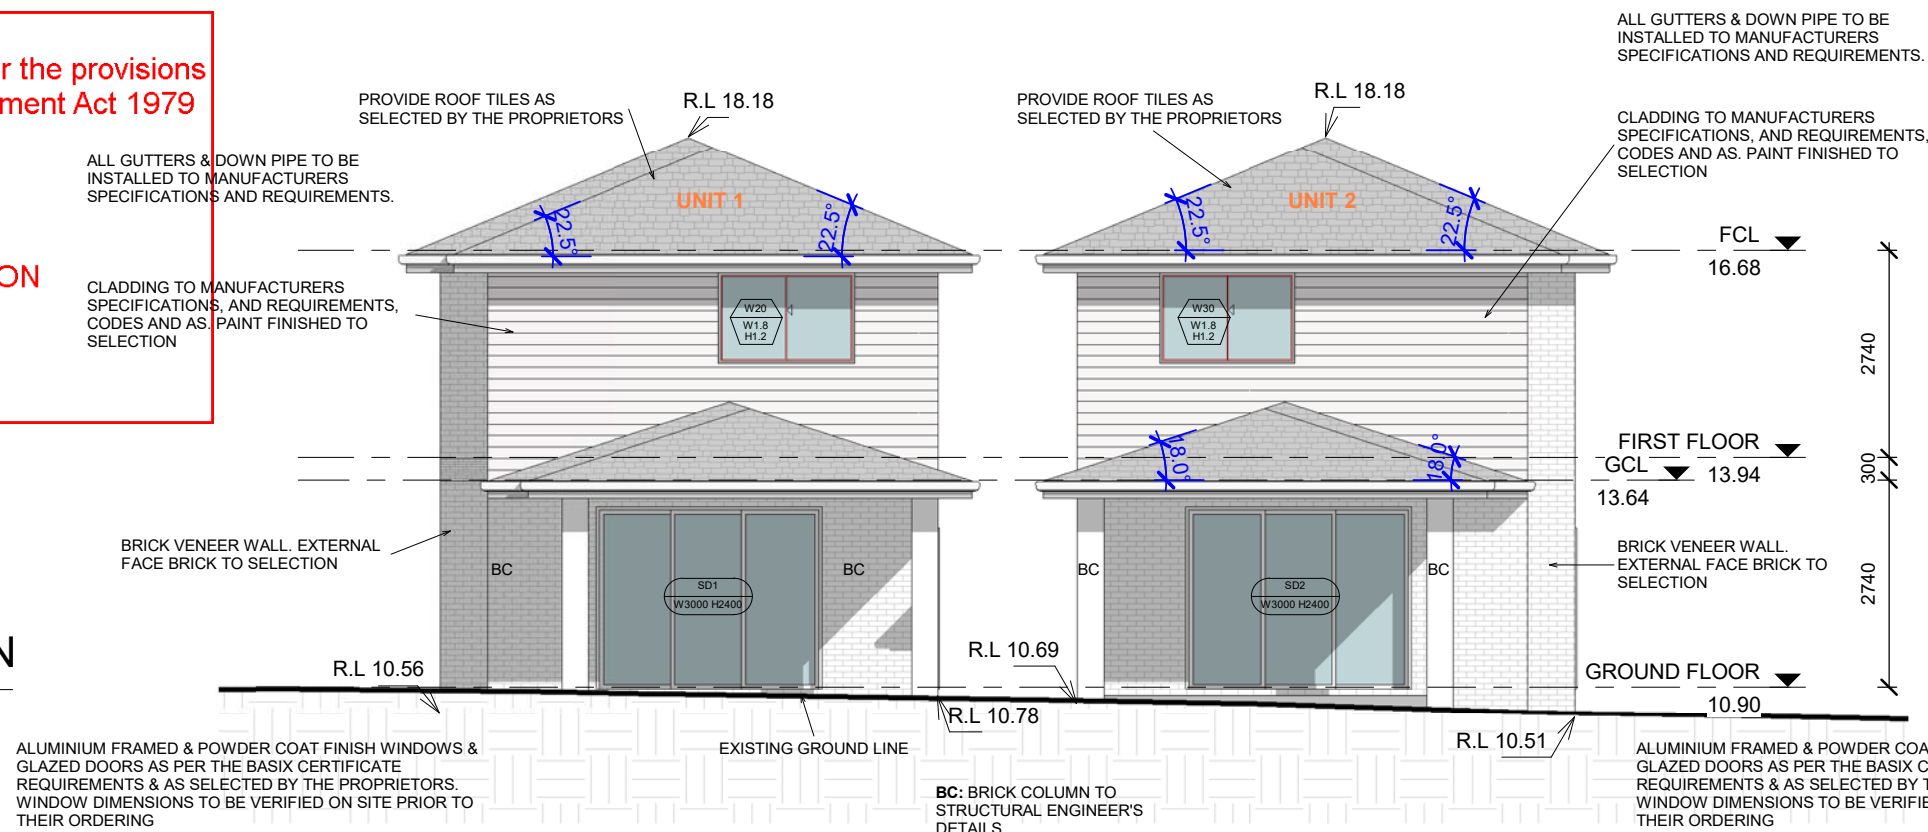 r the provisions
ment Act 1979
ON
N
PROVIDE ROOF TILES AS
SELECTED BY THE PROPRIETORS
R.L 18.18
ALL GUTTERS & DOWN PIPE TO BE
INSTALLED TO MANUFACTURERS
SPECIFICATIONS AND REQUIREMENTS.
UNIT 1
22.5°
22.5°
CLADDING TO MANUFACTURERS
SPECIFICATIONS, AND REQUIREMENTS,
CODES AND AS. PAINT FINISHED TO
SELECTION
W20
W1.8
H1.2
BRICK VENEER WALL. EXTERNAL
FACE BRICK TO SELECTION
BC
BC
SD1
W3000 H2400
R.L 10.56
PROVIDE ROOF TILES AS
SELECTED BY THE PROPRIETORS
R.L 18.18
UNIT 2
22.5°
22.5°
ALL GUTTERS & DOWN PIPE TO BE
INSTALLED TO MANUFACTURERS
SPECIFICATIONS AND REQUIREMENTS.
CLADDING TO MANUFACTURERS
SPECIFICATIONS, AND REQUIREMENTS,
CODES AND AS. PAINT FINISHED TO
SELECTION
FCL
16.68
W30
W1.8
H1.2
2740
18.0°
18.0°
FIRST FLOOR
13.94
GCL
13.64
300
BRICK VENEER WALL.
EXTERNAL FACE BRICK TO
SELECTION
BC
BC
SD2
W3000 H2400
2740
R.L 10.69
GROUND FLOOR
10.90
R.L 10.78
R.L 10.51
EXISTING GROUND LINE
ALUMINIUM FRAMED & POWDER COAT FINISH WINDOWS &
GLAZED DOORS AS PER THE BASIX CERTIFICATE
REQUIREMENTS & AS SELECTED BY THE PROPRIETORS.
WINDOW DIMENSIONS TO BE VERIFIED ON SITE PRIOR TO
THEIR ORDERING
BC: BRICK COLUMN TO
STRUCTURAL ENGINEER'S
DETAILS
ALUMINIUM FRAMED & POWDER COA
GLAZED DOORS AS PER THE BASIX C
REQUIREMENTS & AS SELECTED BY T
WINDOW DIMENSIONS TO BE VERIFIE
THEIR ORDERING